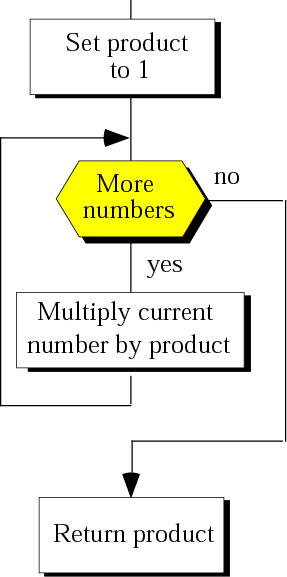 Set product
to 1
More
numbers
no
yes
Multiply current
number by product
Return product